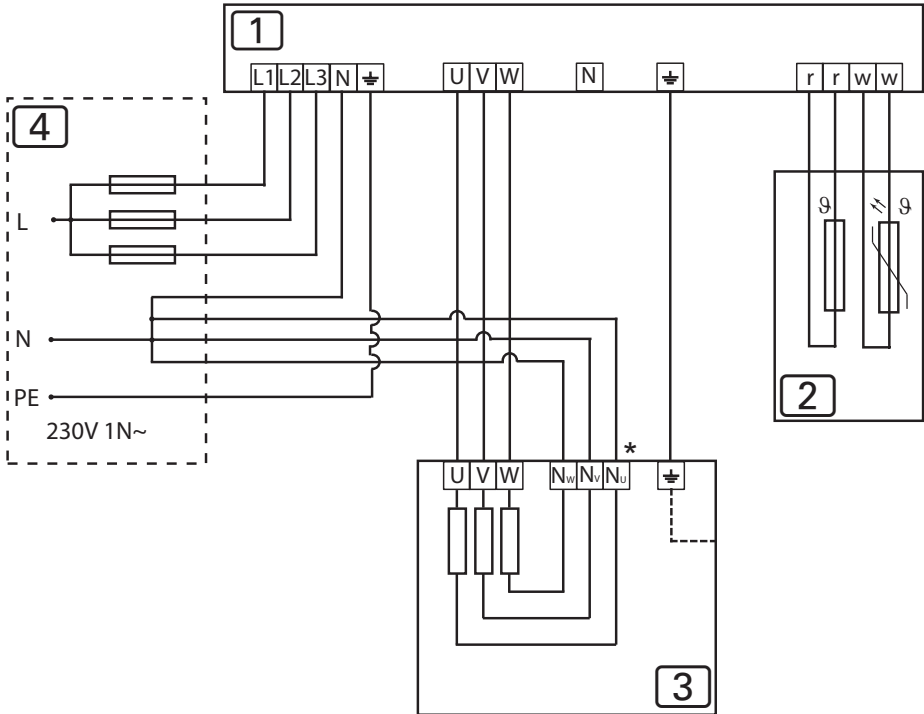 1
L1 L2 L3 N ⏚ U V W N ⏚ r r w w
4
L
N
PE
230V 1N~
ϑ ϑ
2
*
U V W Nw Nv Nu ⏚
3